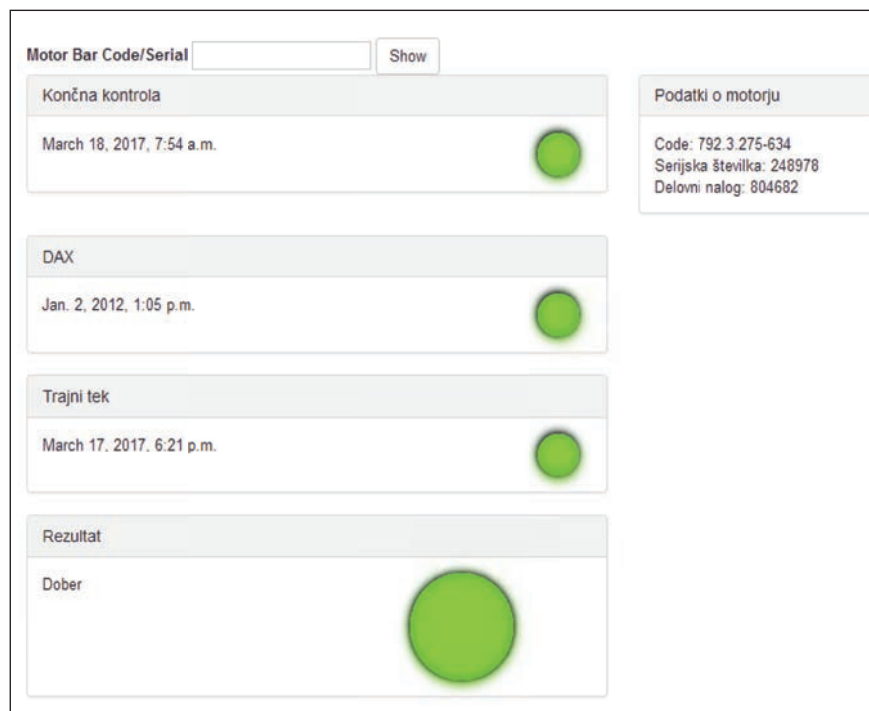 Motor Bar Code/Serial Show
Končna kontrola
March 18, 2017, 7:54 a.m.
Podatki o motorju
Code: 792.3.275-634
Serijska številka: 248978
Delovni nalog: 804682
DAX
Jan. 2, 2012, 1:05 p.m.
Trajni tek
March 17, 2017, 6:21 p.m.
Rezultat
Dober